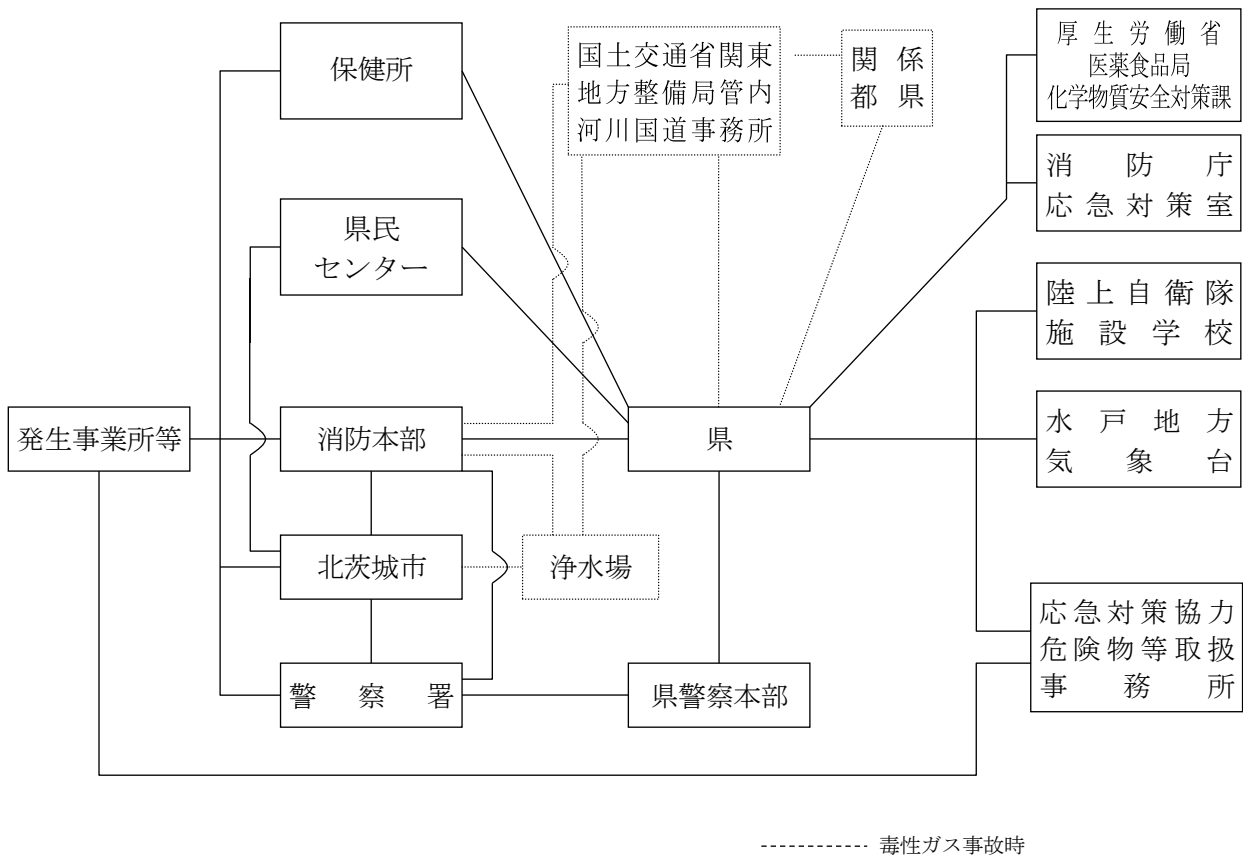 保健所
国土交通省関東
地方整備局管内
河川国道事務所
関係
都県
厚生労働省
医薬食品局
化学物質安全対策課
消防庁
応急対策室
県民
センター
陸上自衛隊
施設学校
発生事業所等
消防本部
県
水戸地方
気象台
北茨城市
浄水場
応急対策協力
危険物等取扱
事務所
警察署
県警察本部
毒性ガス事故時